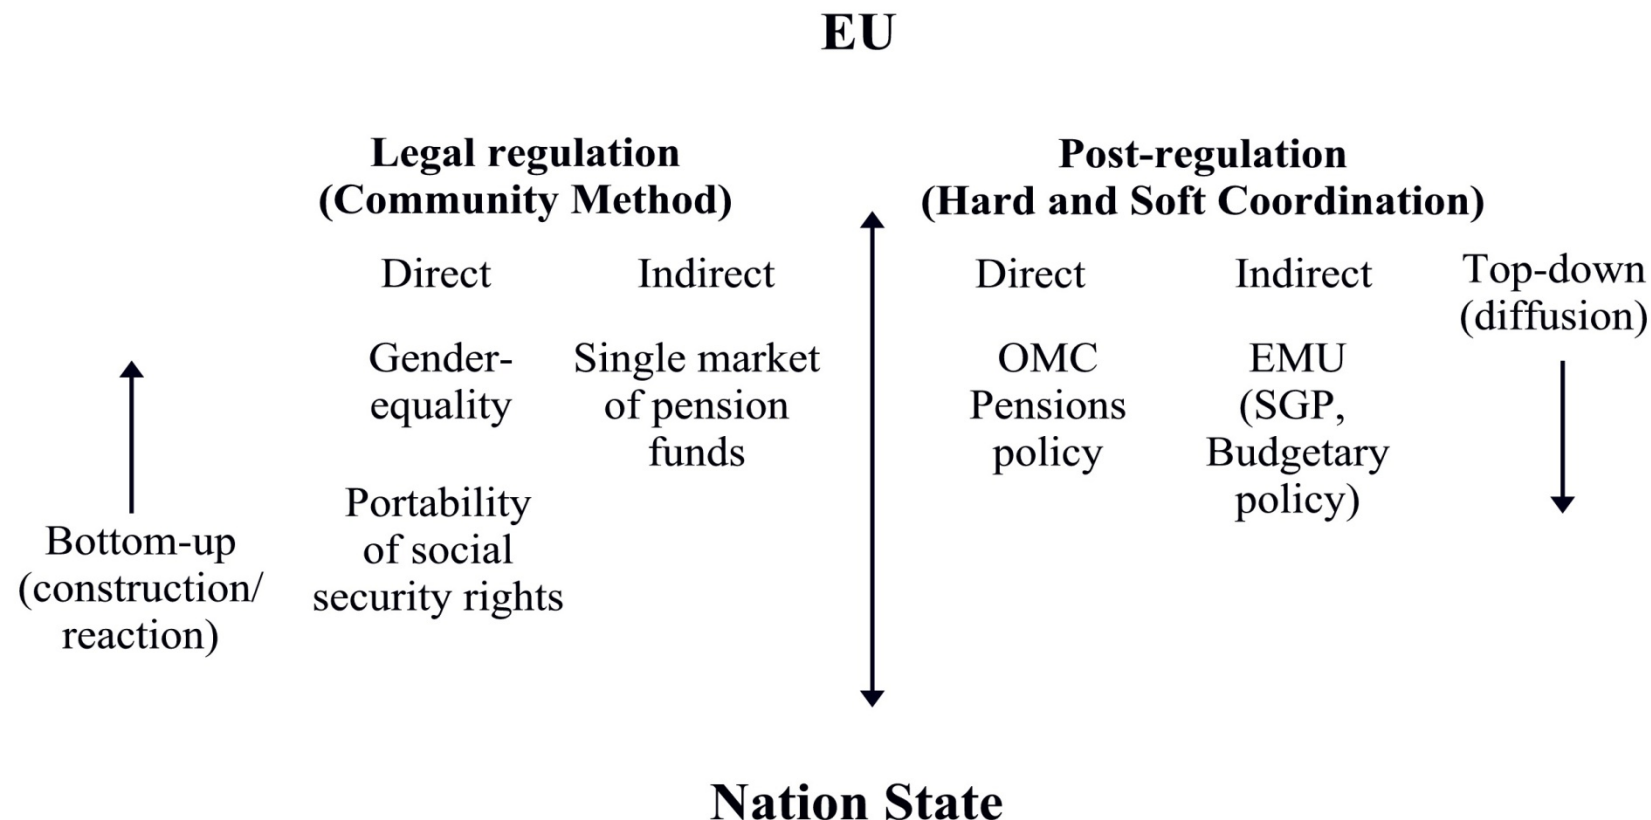 EU
Legal regulation
(Community Method)
Post-regulation
(Hard and Soft Coordination)
Direct
Indirect
Direct
Indirect
Top-down
(diffusion)
Gender-
equality
Single market
of pension
funds
OMC
Pensions
policy
EMU
(SGP,
Budgetary
policy)
Portability
of social
security rights
Bottom-up
(construction/
reaction)
Nation State